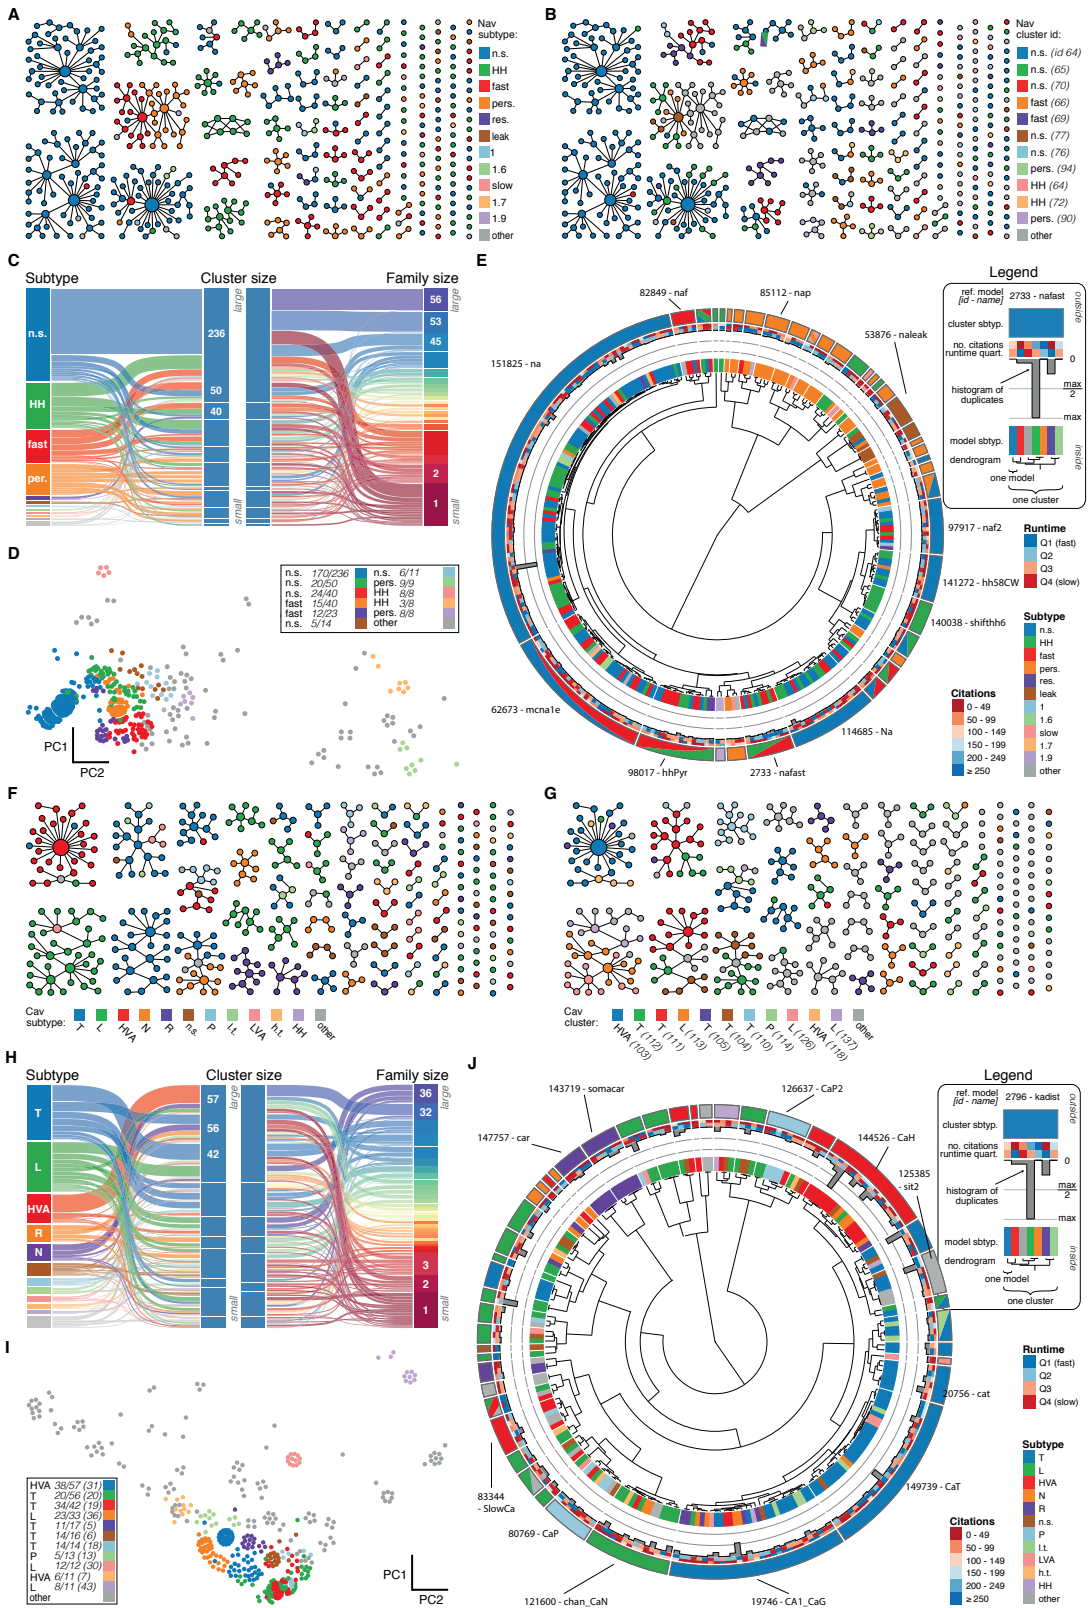 A
Nav
subtype:
n.s.
HH
fast
pers.
res.
leak
1
1.6
slow
1.7
1.9
other
B
Nav
cluster id:
n.s. (id 64)
n.s. (65)
n.s. (70)
fast (66)
fast (69)
n.s. (77)
n.s. (76)
pers. (94)
HH (64)
HH (72)
pers. (90)
other
C
Subtype
Cluster size
Family size
n.s.
HH
fast
per.
236
50
40
large
small
56
53
45
2
1
large
small
D
PC1
PC2
n.s. 170/236
n.s. 20/50
n.s. 24/40
fast 15/40
fast 12/23
n.s. 5/14
n.s. 6/11
pers. 9/9
HH 8/8
HH 3/8
pers. 8/8
other
E
82849 - naf
85112 - nap
53876 - naleak
151825 - na
97917 - naf2
141272 - hh58CW
140038 - shifthh6
114685 - Na
2733 - nafast
98017 - hhPyr
62673 - mcna1e
Legend
ref. model
[id - name]
2733 - nafast
outside
cluster sbtyp.
no. citations
runtime quart.
0
histogram of
duplicates
max
2
max
model sbtyp.
dendrogram
inside
one model
one cluster
Runtime
Q1 (fast)
Q2
Q3
Q4 (slow)
Subtype
n.s.
HH
fast
pers.
res.
leak
1
1.6
slow
1.7
1.9
other
Citations
0 - 49
50 - 99
100 - 149
150 - 199
200 - 249
≥ 250
F
Cav
subtype:
T
L
HVA
N
R
n.s.
P
l.t.
LVA
h.t.
HH
other
G
Cav
cluster:
HVA (103)
T (112)
T (111)
L (113)
T (105)
T (104)
T (110)
P (114)
L (126)
HVA (118)
L (137)
other
H
Subtype
Cluster size
Family size
T
L
HVA
R
N
57
56
42
large
small
36
32
3
2
1
large
small
I
HVA 38/57 (31)
T 20/56 (20)
T 34/42 (19)
L 23/33 (36)
T 11/17 (5)
T 14/16 (6)
T 14/14 (18)
P 5/13 (13)
L 12/12 (30)
HVA 6/11 (7)
L 8/11 (43)
other
PC1
PC2
J
143719 - somacar
126637 - CaP2
147757 - car
144526 - CaH
125385
- sit2
20756 - cat
149739 - CaT
19746 - CA1_CaG
121600 - chan_CaN
80769 - CaP
83344
- SlowCa
Legend
ref. model
[id - name]
2796 - kadist
outside
cluster sbtyp.
no. citations
runtime quart.
0
histogram of
duplicates
max
2
max
model sbtyp.
dendrogram
inside
one model
one cluster
Runtime
Q1 (fast)
Q2
Q3
Q4 (slow)
Subtype
T
L
HVA
N
R
n.s.
P
l.t.
LVA
h.t.
HH
other
Citations
0 - 49
50 - 99
100 - 149
150 - 199
200 - 249
≥ 250